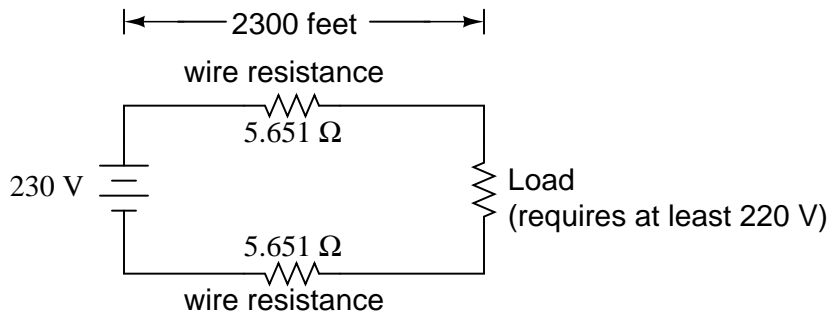 2300 feet
wire resistance
5.651 Ω
230 V
Load
(requires at least 220 V)
5.651 Ω
wire resistance